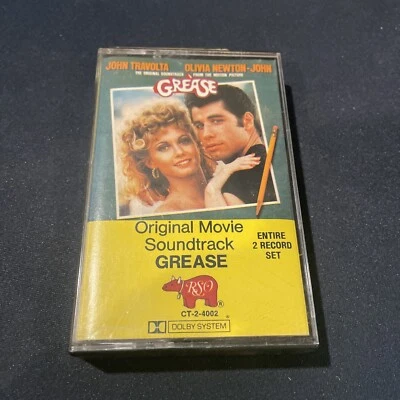 JOHN TRAVOLTA OLIVIA NEWTON-JOHN
THE ORIGINAL SOUNDTRACK FROM THE MOTION PICTURE
GREASE
Original Movie
Soundtrack
GREASE
ENTIRE
2 RECORD
SET
RSO
®
CT-2-4002
DOLBY SYSTEM